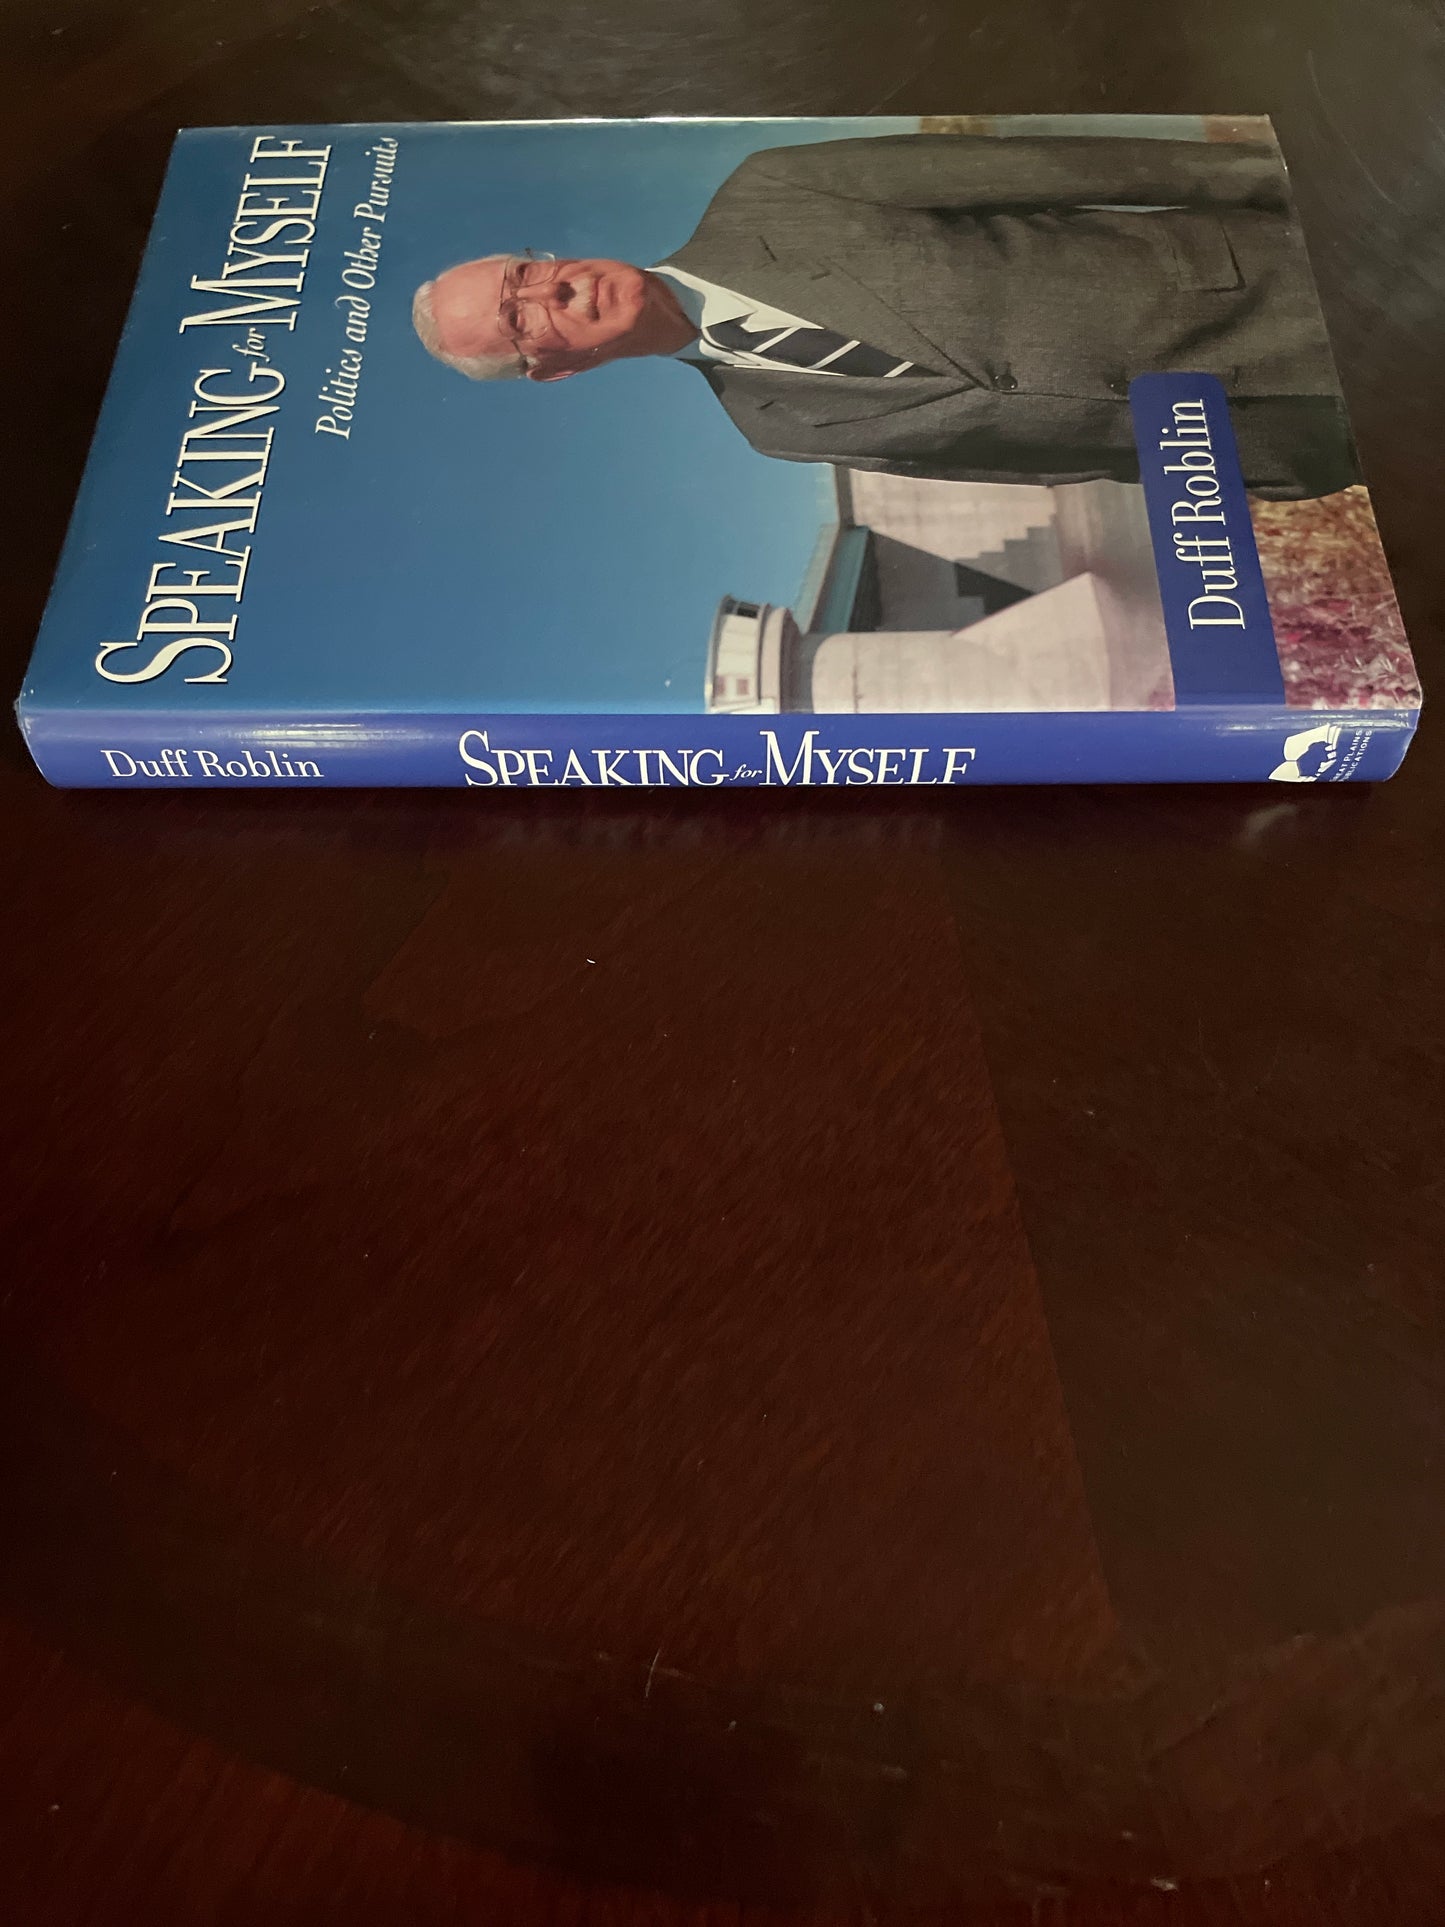 SPEAKING for MYSELF
Politics and Other Pursuits
Duff Roblin
Duff Roblin
SPEAKING for MYSELF
GREAT PLAINS
PUBLICATIONS